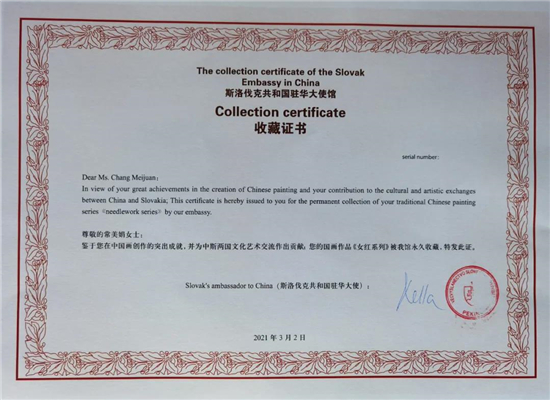 The collection certificate of the Slovak
Embassy in China
斯洛伐克共和国驻华大使馆
Collection certificate
收藏证书
serial number:
Dear Ms. Chang Meijuan:
In view of your great achievements in the creation of Chinese painting and your contribution to the cultural and artistic exchanges
between China and Slovakia; This certificate is hereby issued to you for the permanent collection of your traditional Chinese painting
series <needlework series> by our embassy.
尊敬的常美娟女士:
鉴于您在中国画创作的突出成就，并为中斯两国文化艺术交流作出贡献；您的国画作品《女红系列》被我馆永久收藏，特发此证。
Slovak's ambassador to China（斯洛伐克共和国驻华大使）:
2021 年 3 月 2 日